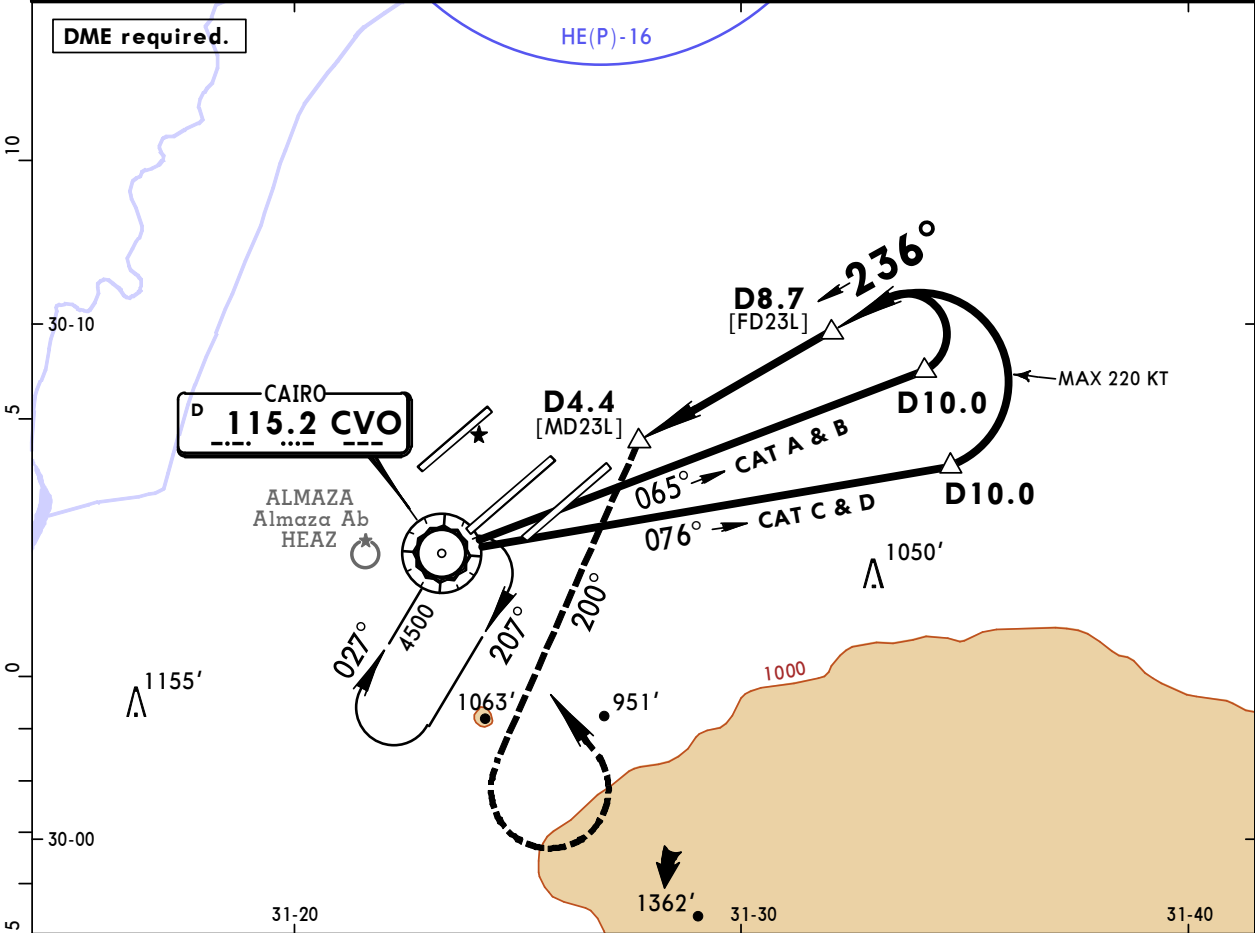 DME required.
HE(P)-16
10
236°
D8.7
[FD23L]
30-10
MAX 220 KT
CAIRO
D 115.2 CVO
D4.4
[MD23L]
D10.0
5
065° CAT A & B
ALMAZA
Almaza Ab
HEAZ
D10.0
076° CAT C & D
1050'
200°
4500
207°
027°
0
1000
1155'
1063'
951'
30-00
1362'
5
31-20
31-30
31-40